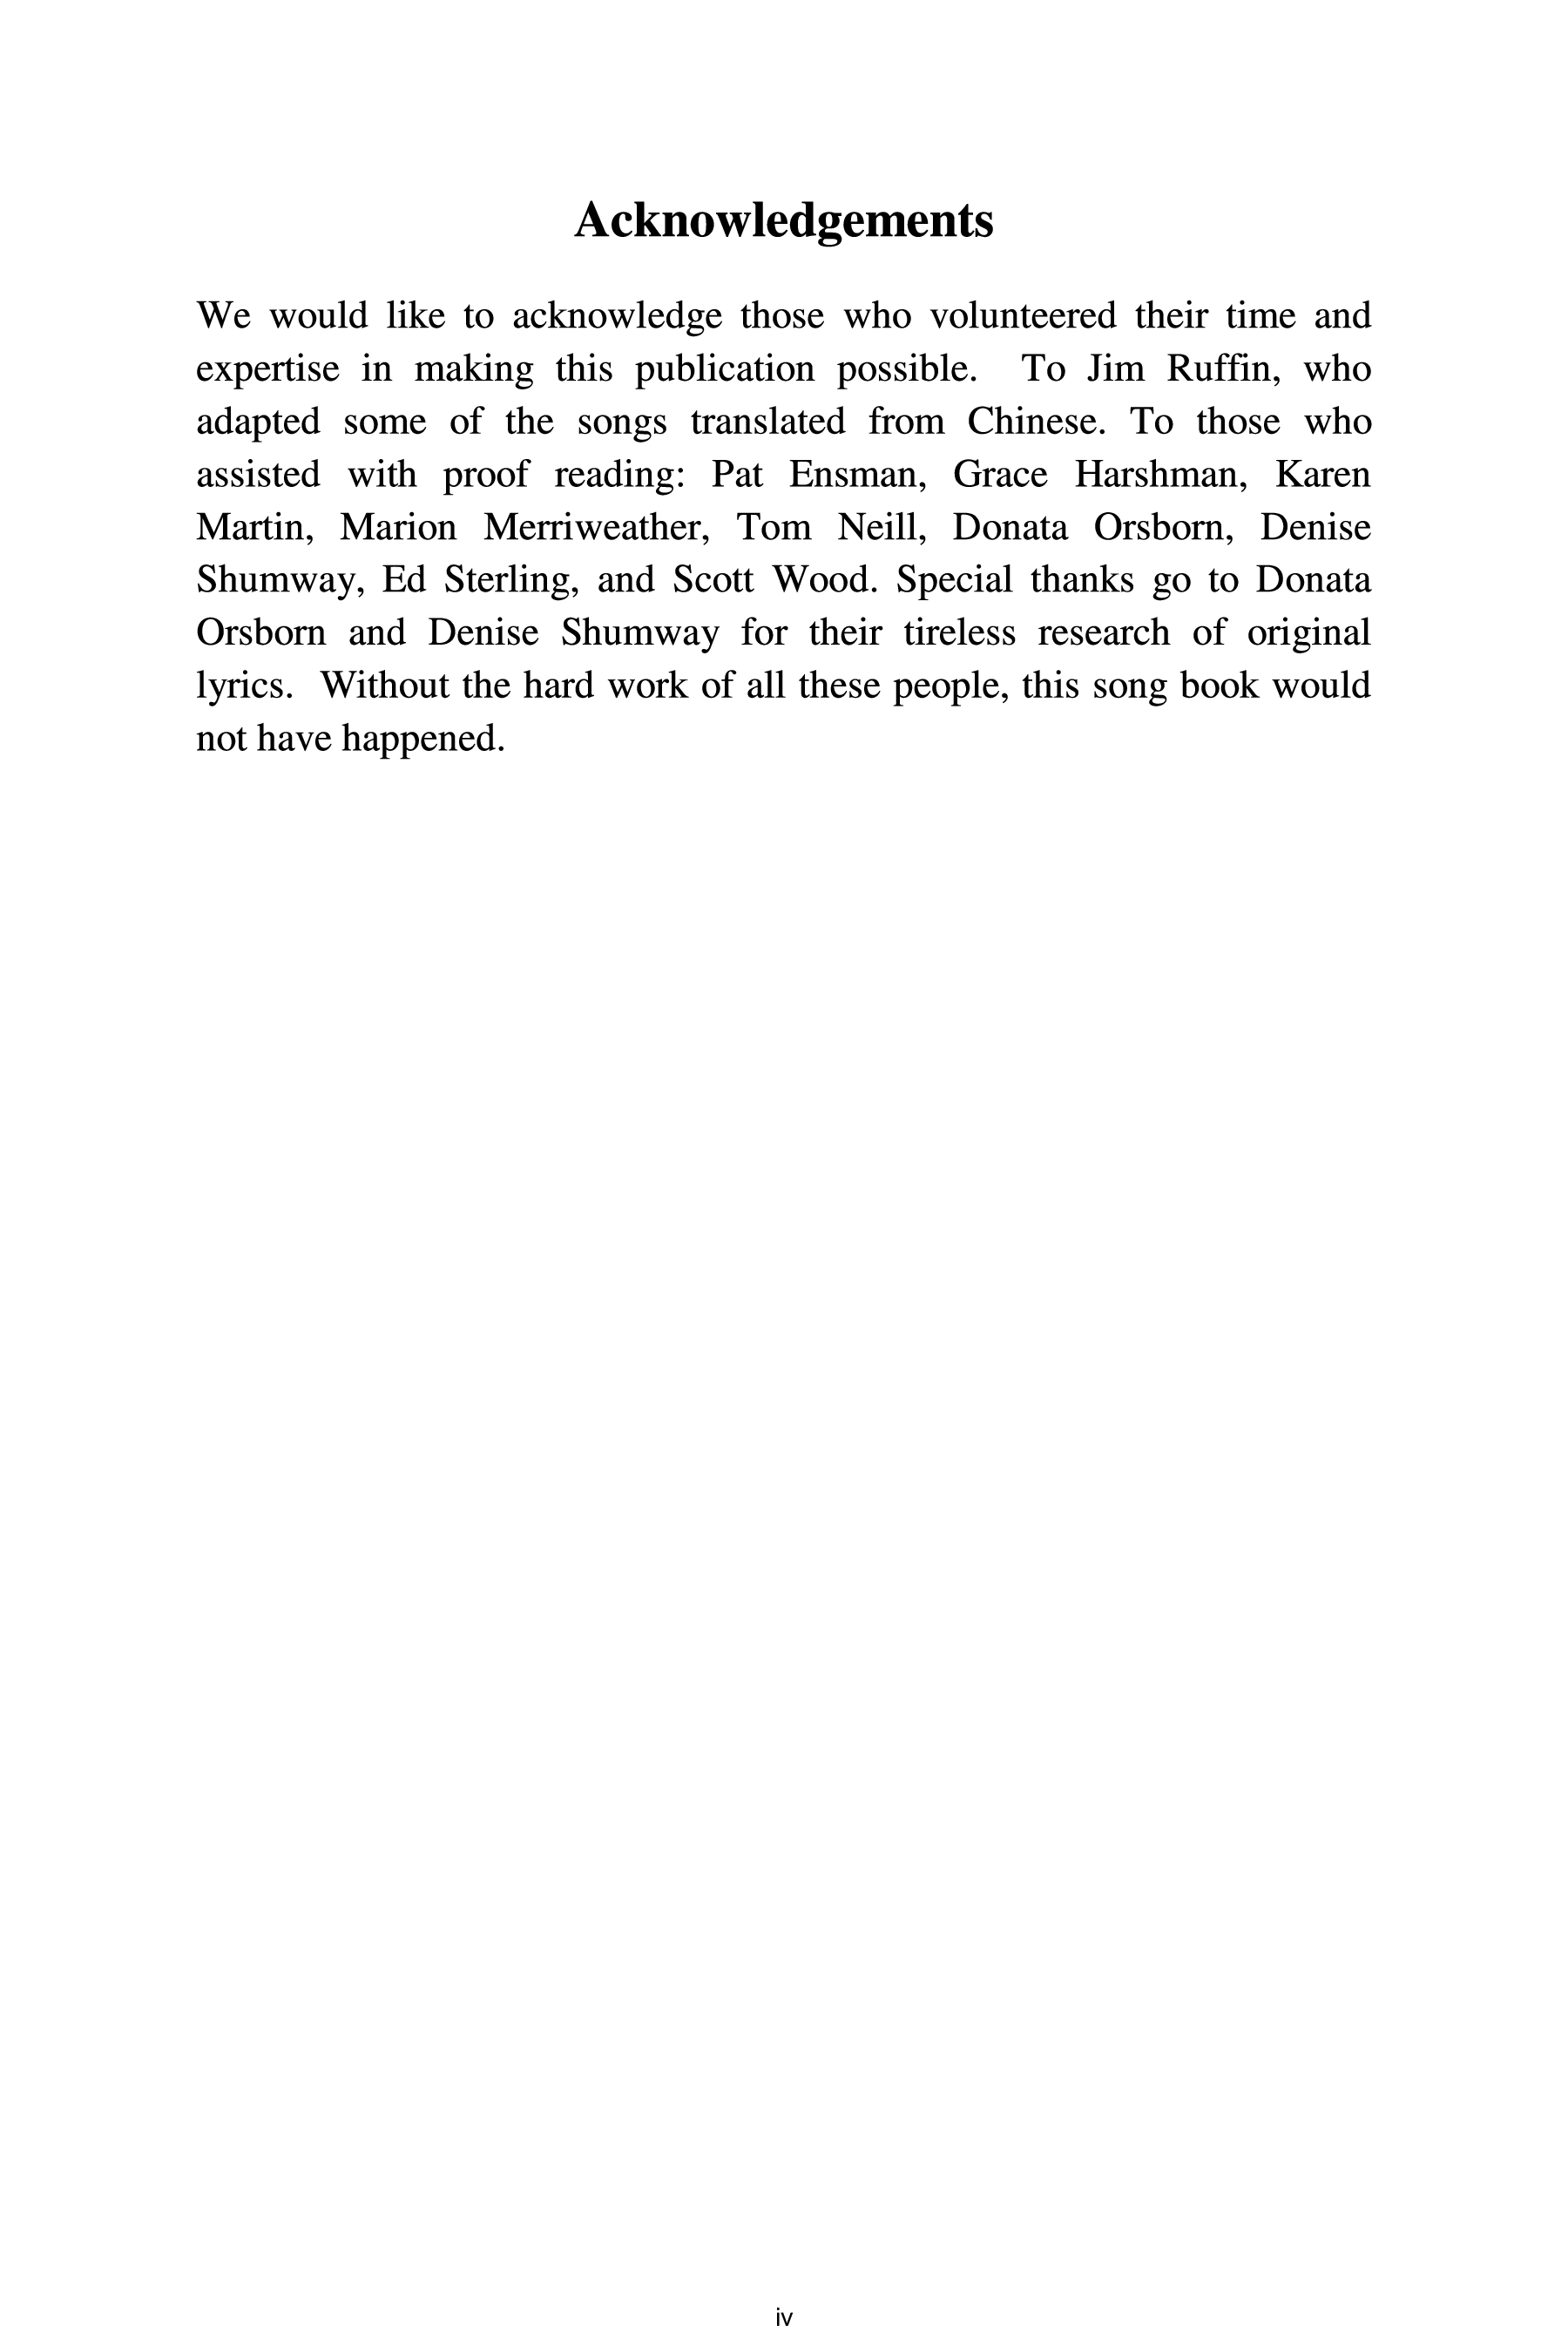 Acknowledgements
We would like to acknowledge those who volunteered their time and
expertise in making this publication possible.  To Jim Ruffin, who
adapted some of the songs translated from Chinese. To those who
assisted with proof reading: Pat Ensman, Grace Harshman, Karen
Martin, Marion Merriweather, Tom Neill, Donata Orsborn, Denise
Shumway, Ed Sterling, and Scott Wood. Special thanks go to Donata
Orsborn and Denise Shumway for their tireless research of original
lyrics.  Without the hard work of all these people, this song book would
not have happened.
iv